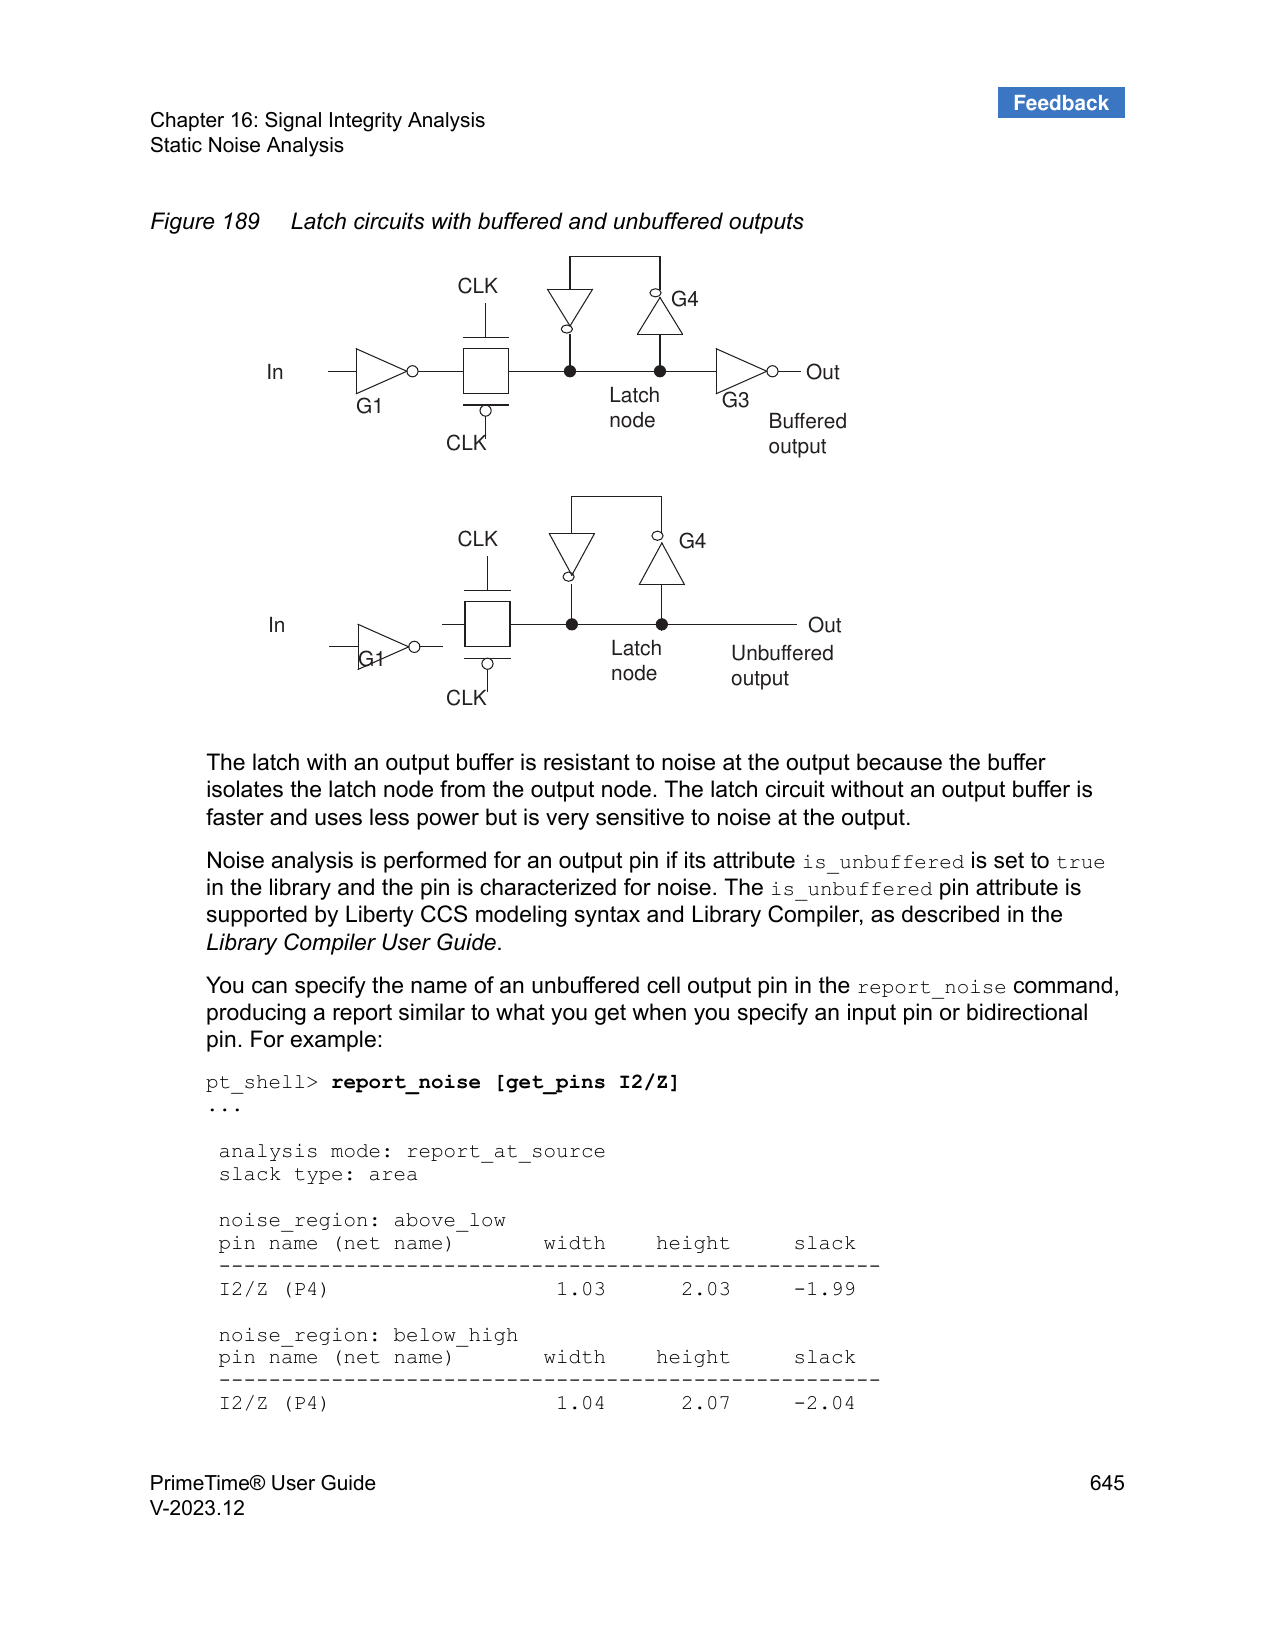 Feedback
Chapter 16: Signal Integrity Analysis
Static Noise Analysis
Figure 189 Latch circuits with buffered and unbuffered outputs
CLK
G4
In
Out
G1
Latch
node
G3
Buffered
output
CLK
CLK
G4
In
Out
G1
Latch
node
Unbuffered
output
CLK
The latch with an output buffer is resistant to noise at the output because the buffer
isolates the latch node from the output node. The latch circuit without an output buffer is
faster and uses less power but is very sensitive to noise at the output.
Noise analysis is performed for an output pin if its attribute is_unbuffered is set to true
in the library and the pin is characterized for noise. The is_unbuffered pin attribute is
supported by Liberty CCS modeling syntax and Library Compiler, as described in the
Library Compiler User Guide.
You can specify the name of an unbuffered cell output pin in the report_noise command,
producing a report similar to what you get when you specify an input pin or bidirectional
pin. For example:
pt_shell> report_noise [get_pins I2/Z]
...
analysis mode: report_at_source
slack type: area
noise_region: above_low
pin name (net name) width height slack
-----------------------------------------------------
I2/Z (P4) 1.03 2.03 -1.99
noise_region: below_high
pin name (net name) width height slack
-----------------------------------------------------
I2/Z (P4) 1.04 2.07 -2.04
PrimeTime® User Guide 645
V-2023.12